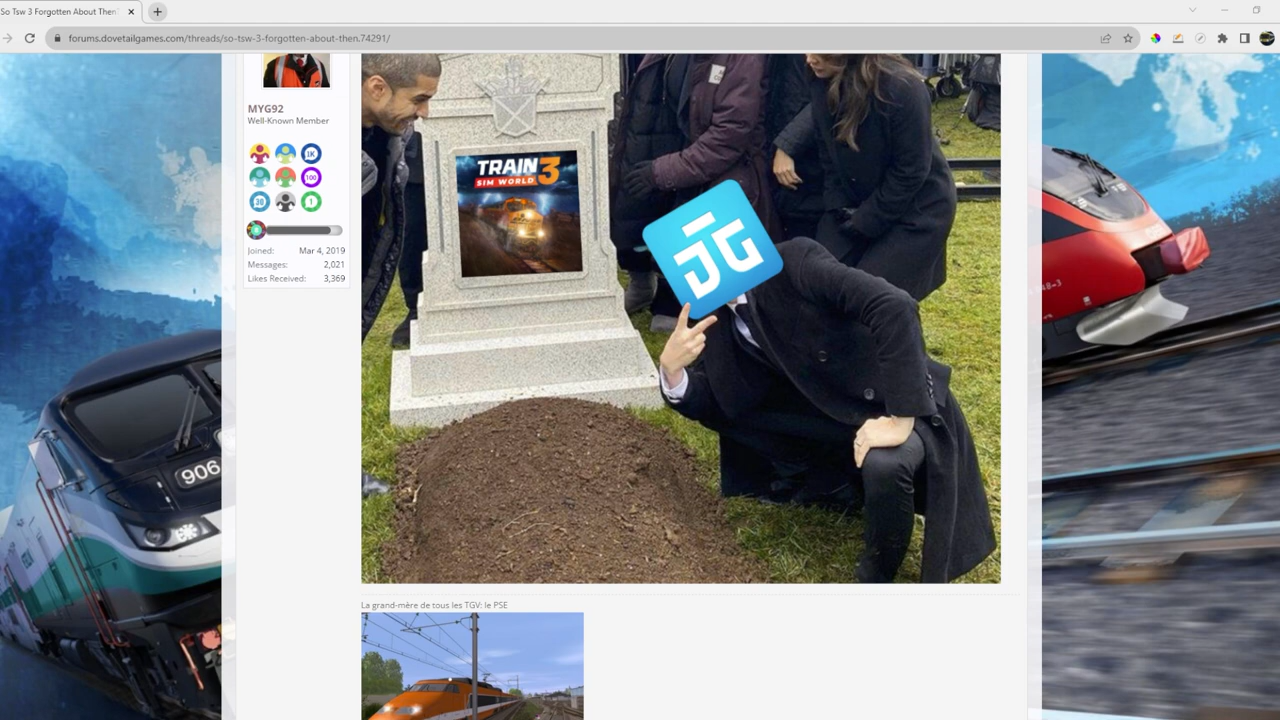 So Tsw 3 Forgotten About Then
forums.dovetailgames.com/threads/so-tsw-3-forgotten-about-then.74291/
MYG92
Well-Known Member
1K
100
20
1
Joined: Mar 4, 2019
Messages: 2,021
Likes Received: 3,369
TRAIN 3
SIM WORLD
906
La grand-mère de tous les TGV: le PSE